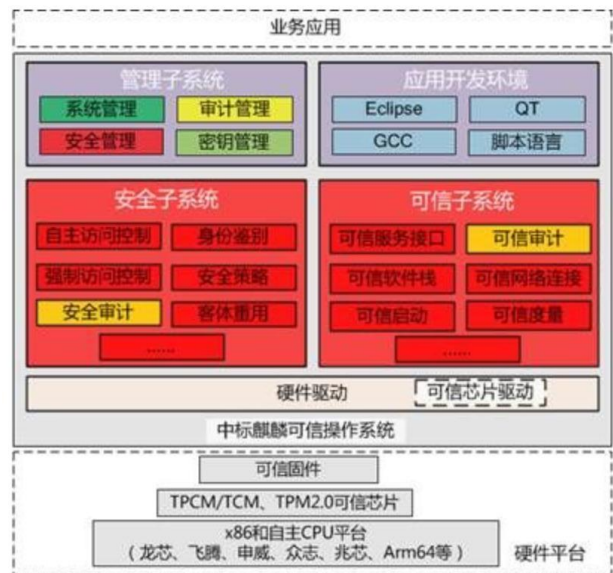 业务应用
管理子系统
系统管理 审计管理
安全管理 密钥管理
应用开发环境
Eclipse QT
GCC 脚本语言
安全子系统
自主访问控制 身份鉴别
强制访问控制 安全策略
安全审计 客体重用
......
可信子系统
可信服务接口 可信审计
可信软件栈 可信网络连接
可信启动 可信度量
......
硬件驱动 可信芯片驱动
中标麒麟可信操作系统
可信固件
TPCM/TCM、TPM2.0可信芯片
x86和自主CPU平台
（龙芯、飞腾、申威、众志、兆芯、Arm64等）
硬件平台